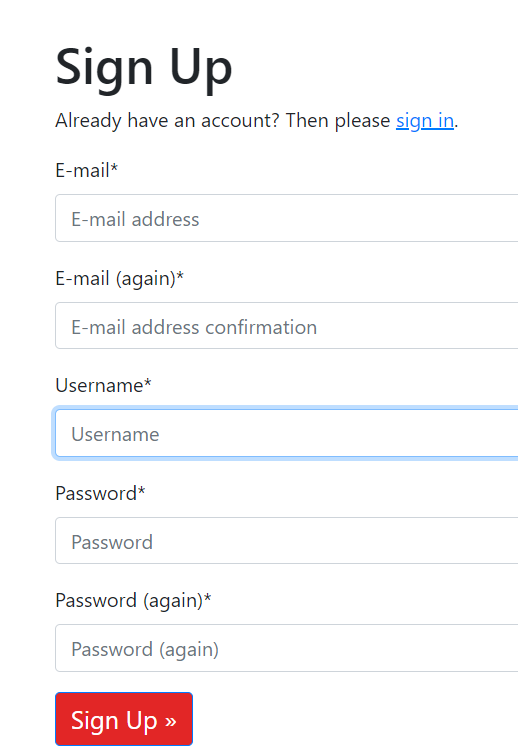 Sign Up
Already have an account? Then please sign in.
E-mail*
E-mail address
E-mail (again)*
E-mail address confirmation
Username*
Username
Password*
Password
Password (again)*
Password (again)
Sign Up »